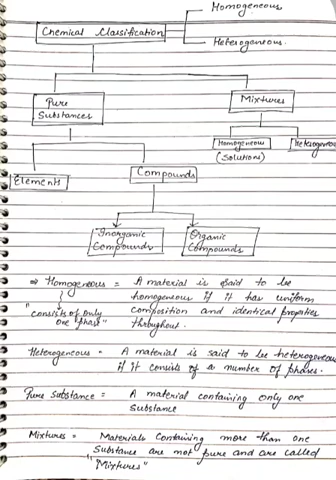 Homogeneous
Chemical Classification
Heterogeneous
Pure Substances
Mixtures
Homogeneous (Solutions)
Heterogeneou
Elements
Compounds
Inorganic Compounds
Organic Compounds
⇒ Homogeneous = A material is said to be
homogeneous if it has uniform
"consists of only composition and identical properties
one phase" throughout.
Heterogeneous = A material is said to be heterogeneous
if it consists of a number of phases.
Pure Substance = A material containing only one
substance
Mixtures = Materials containing more than one
substance are not pure and are called
"Mixtures"